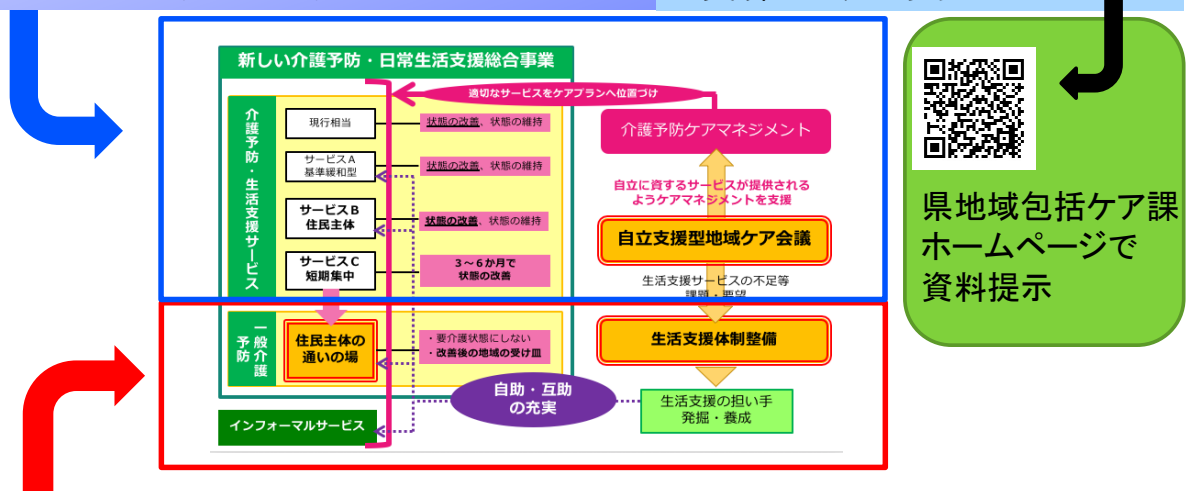 新しい介護予防・日常生活支援総合事業
適切なサービスをケアプランへ位置づけ
介護予防・生活支援サービス
現行相当
状態の改善、状態の維持
サービスA
基準緩和型
状態の改善、状態の維持
サービスB
住民主体
状態の改善、状態の維持
サービスC
短期集中
3～6か月で
状態の改善
一般介護
予防
住民主体の
通いの場
・要介護状態にしない
・改善後の地域の受け皿
インフォーマルサービス
自助・互助
の充実
介護予防ケアマネジメント
自立に資するサービスが提供される
ようケアマネジメントを支援
自立支援型地域ケア会議
生活支援サービスの不足等
課題・要望
生活支援体制整備
生活支援の担い手
発掘・養成
県地域包括ケア課
ホームページで
資料提示